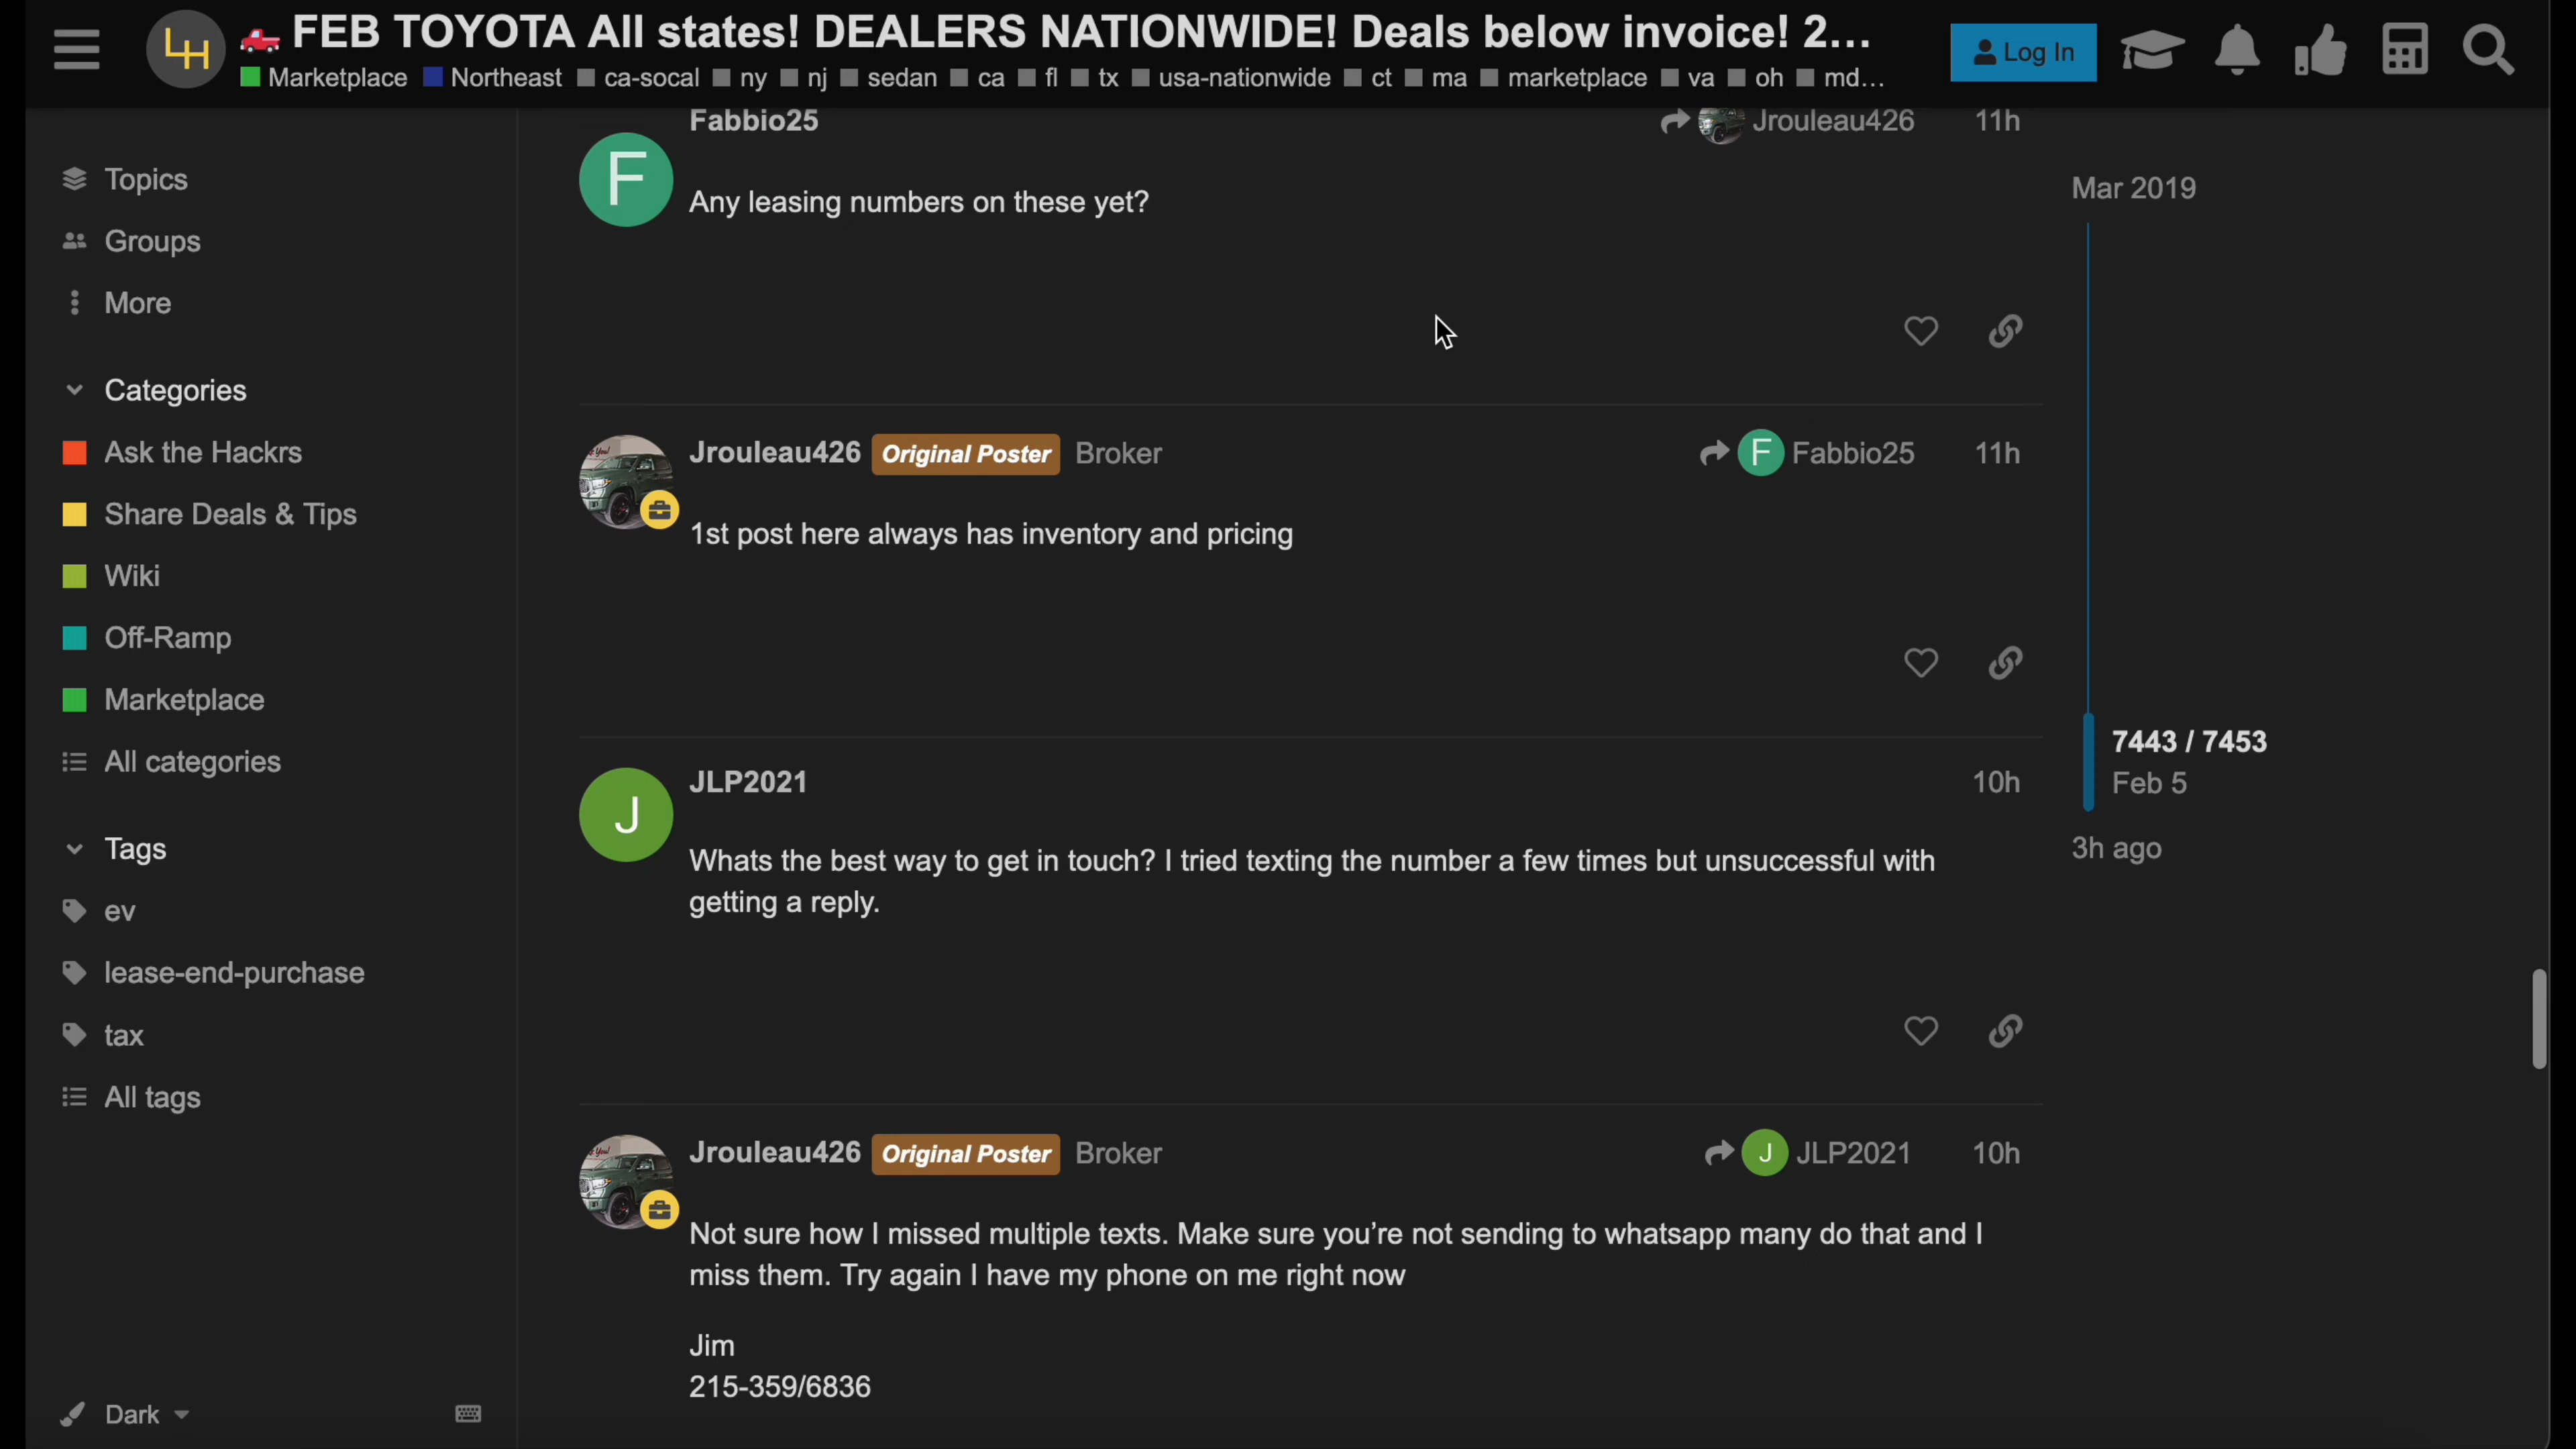 LH
FEB TOYOTA All states! DEALERS NATIONWIDE! Deals below invoice! 2...
Marketplace Northeast ca-socal ny nj sedan ca fl tx usa-nationwide ct ma marketplace va oh md...
Log In
Topics
Groups
More
Categories
Ask the Hackrs
Share Deals & Tips
Wiki
Off-Ramp
Marketplace
All categories
Tags
ev
lease-end-purchase
tax
All tags
Dark
Fabbio25 Jrouleau426 11h
F
Any leasing numbers on these yet?
Jrouleau426 Original Poster Broker F Fabbio25 11h
1st post here always has inventory and pricing
JLP2021 10h
J
Whats the best way to get in touch? I tried texting the number a few times but unsuccessful with
getting a reply.
Jrouleau426 Original Poster Broker J JLP2021 10h
Not sure how I missed multiple texts. Make sure you’re not sending to whatsapp many do that and I
miss them. Try again I have my phone on me right now
Jim
215-359/6836
Mar 2019
7443 / 7453
Feb 5
3h ago